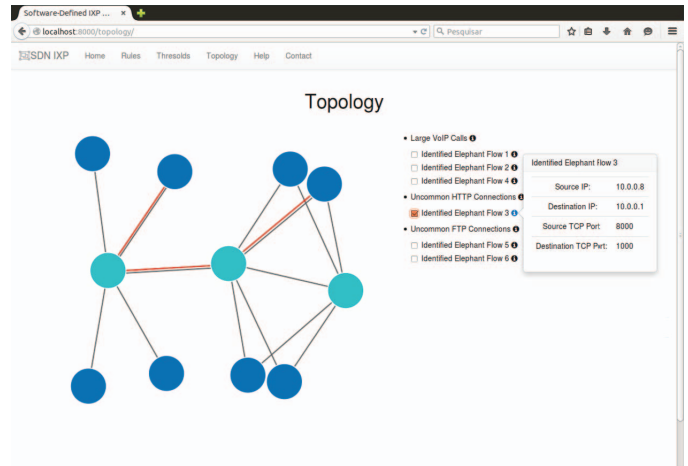 Software-Defined IXP ...
localhost:8000/topology/
Pesquisar
SDN IXP Home Rules Thresolds Topology Help Contact
Topology
Large VoIP Calls
Identified Elephant Flow 1
Identified Elephant Flow 2
Identified Elephant Flow 4
Uncommon HTTP Connections
Identified Elephant Flow 3
Uncommon FTP Connections
Identified Elephant Flow 5
Identified Elephant Flow 6
Identified Elephant Flow 3
Source IP: 10.0.0.8
Destination IP: 10.0.0.1
Source TCP Port 8000
Destination TCP Port: 1000